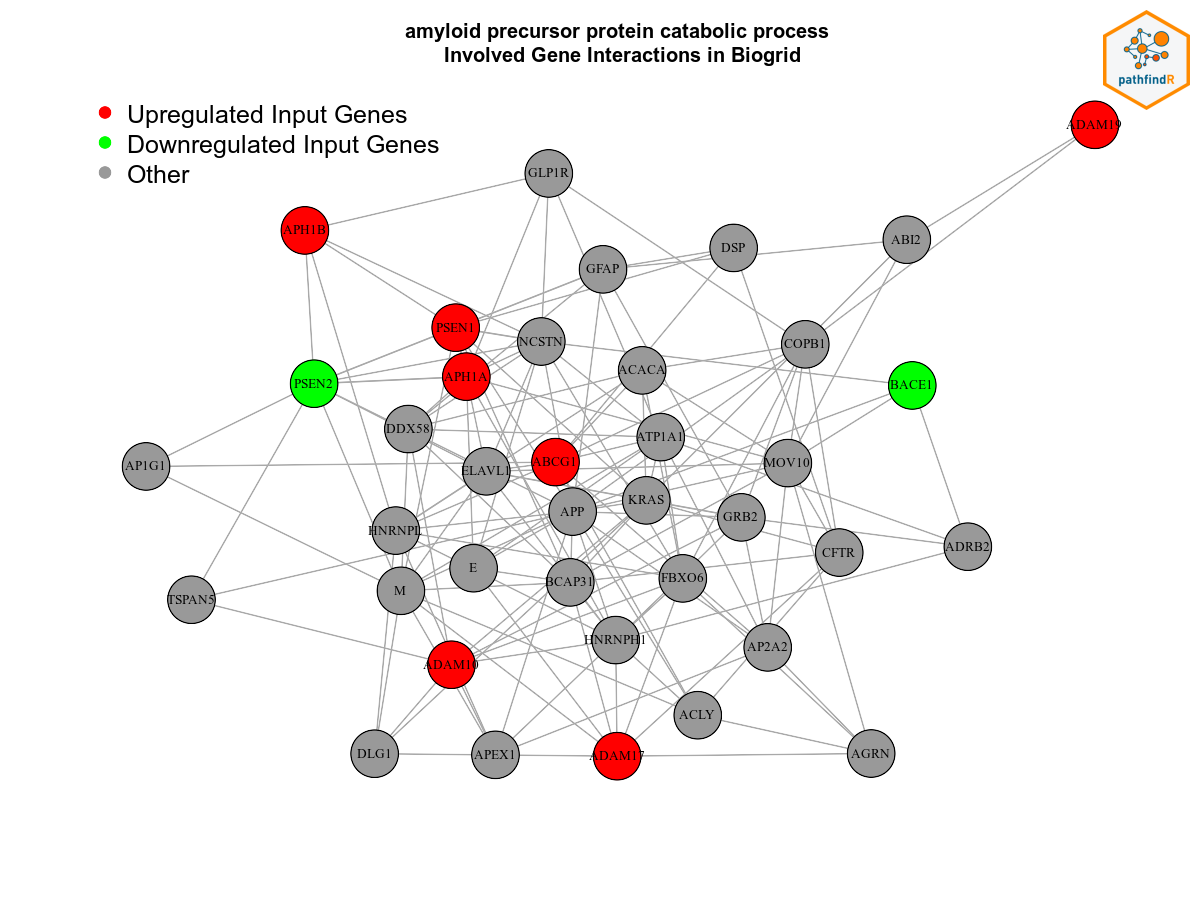 amyloid precursor protein catabolic process
Involved Gene Interactions in Biogrid
pathfindR
Upregulated Input Genes
Downregulated Input Genes
Other
ADAM19
GLP1R
APH1B
ABI2
DSP
GFAP
PSEN1
NCSTN
COPB1
ACACA
APH1A
PSEN2
BACE1
DDX58
ATP1A1
ABCG1
MOV10
AP1G1
ELAVL1
KRAS
APP
GRB2
HNRNPL
ADRB2
CFTR
E
FBXO6
BCAP31
M
TSPAN5
HNRNPH1
AP2A2
ADAM10
ACLY
DLG1
APEX1
ADAM17
AGRN